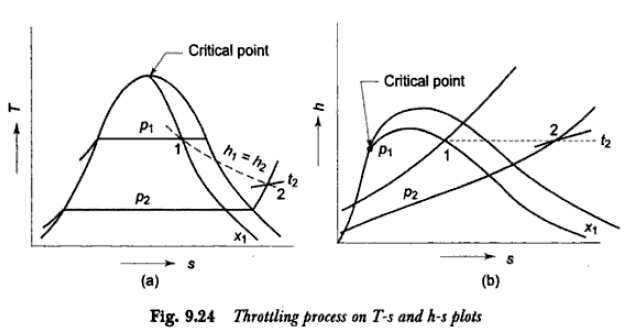 Critical point
T
p1
1
h1 = h2
t2
2
p2
x1
s
(a)
h
Critical point
p1
1
2
t2
p2
x1
s
(b)
Fig. 9.24 Throttling process on T-s and h-s plots